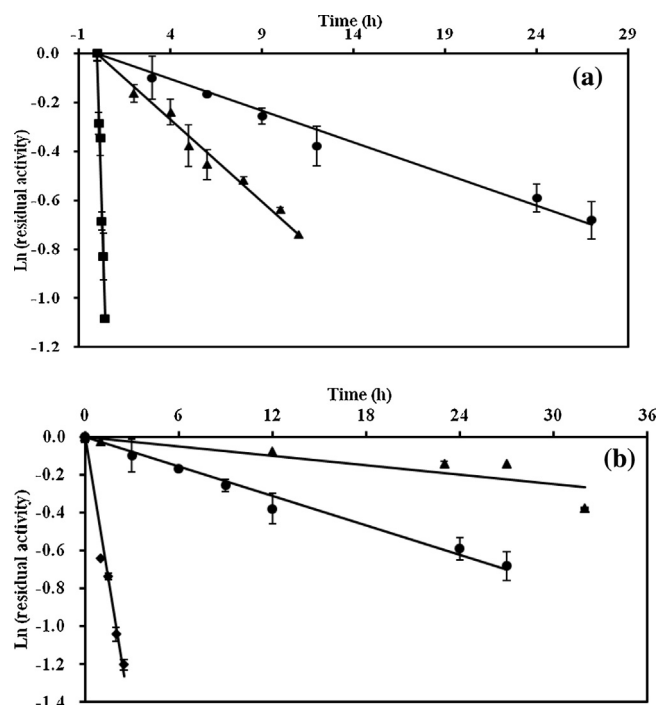 Time (h)
-1 4 9 14 19 24 29
0.0
-0.2
-0.4
-0.6
-0.8
-1.0
-1.2
Ln (residual activity)
(a)
Time (h)
0 6 12 18 24 30 36
0.0
-0.2
-0.4
-0.6
-0.8
-1.0
-1.2
-1.4
Ln (residual activity)
(b)